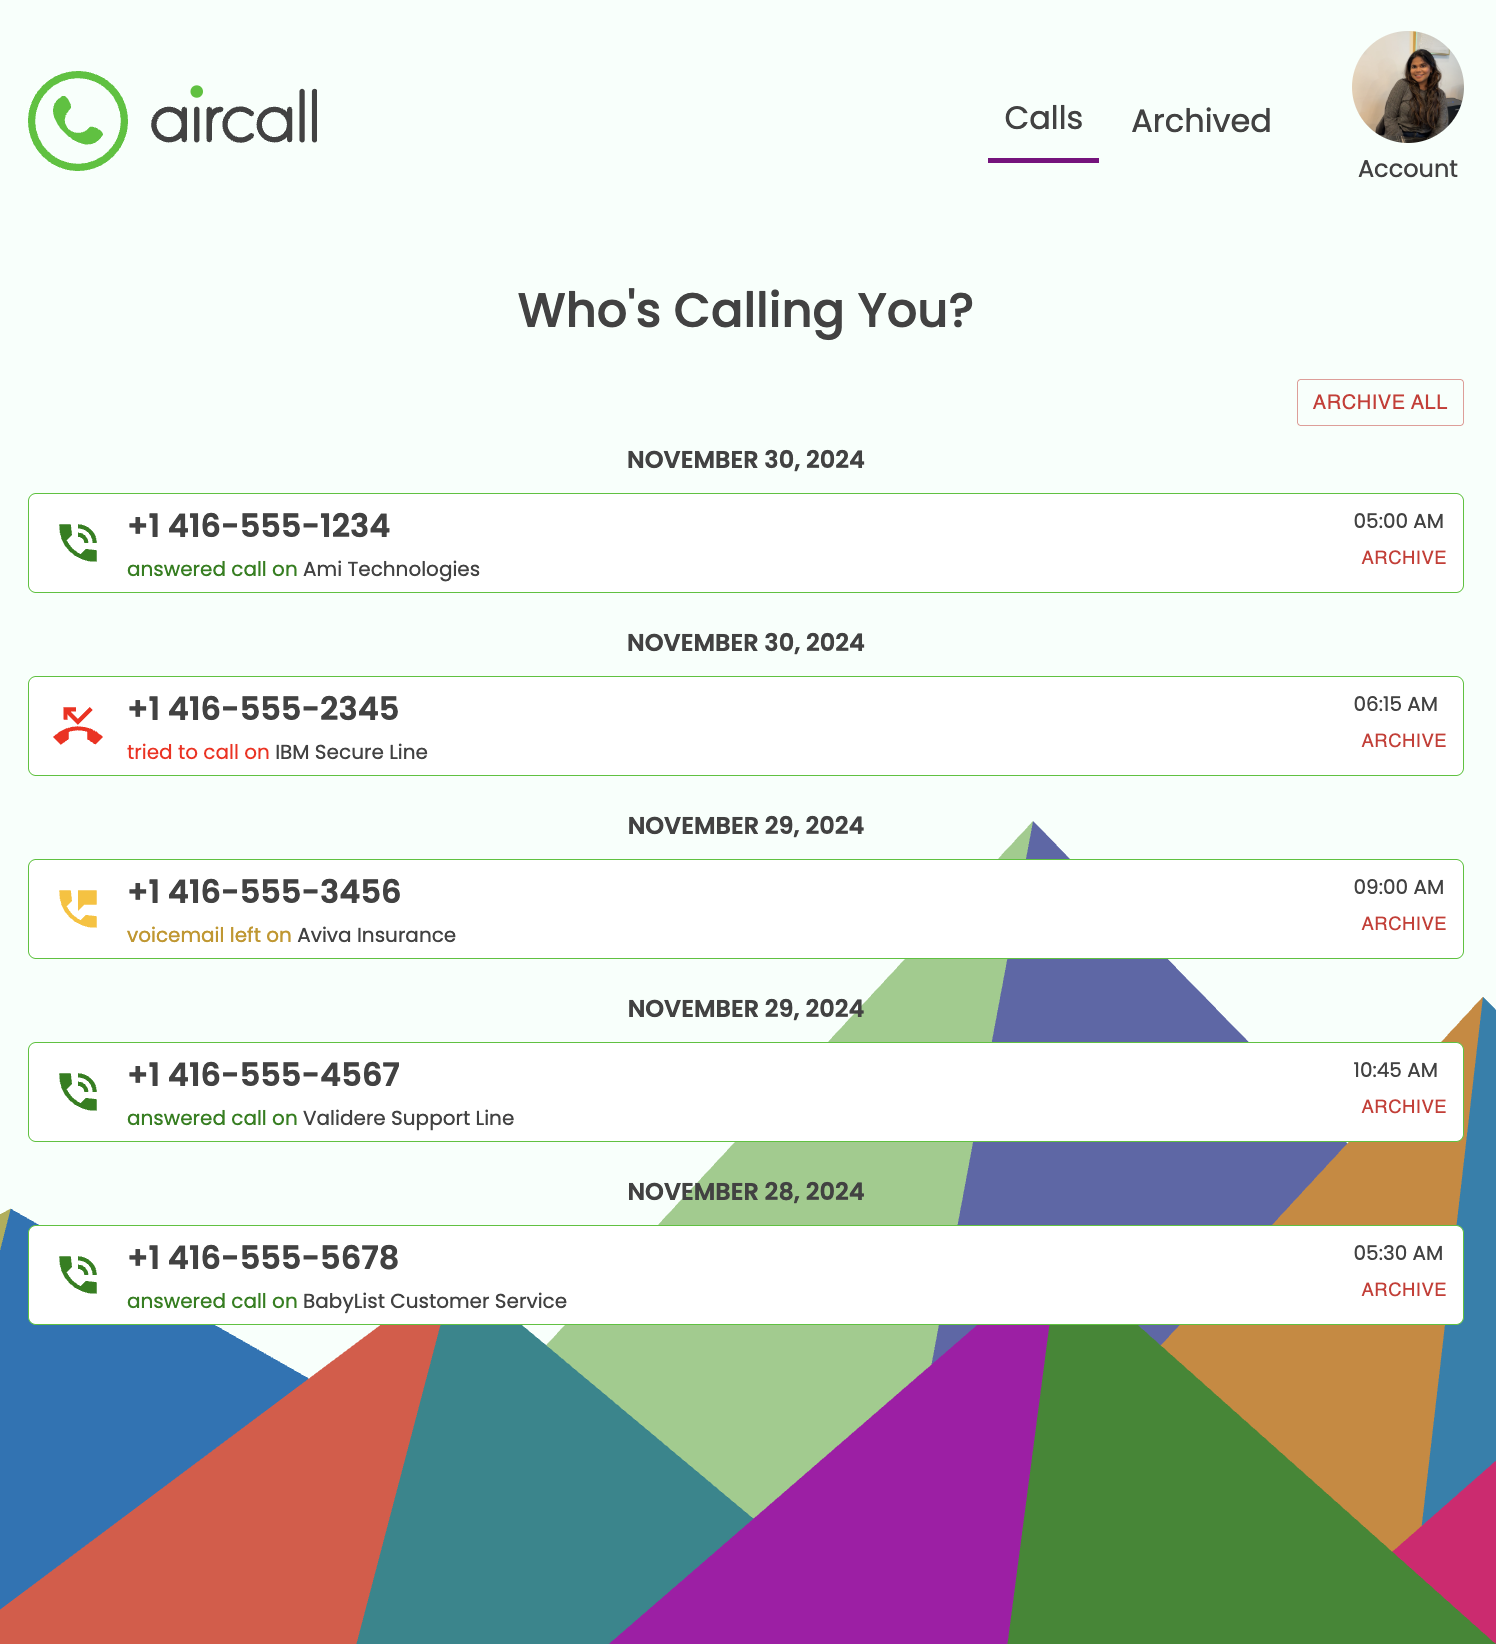 aircall
Calls
Archived
Account
Who's Calling You?
ARCHIVE ALL
NOVEMBER 30, 2024
+1 416-555-1234
05:00 AM
answered call on Ami Technologies
ARCHIVE
NOVEMBER 30, 2024
+1 416-555-2345
06:15 AM
tried to call on IBM Secure Line
ARCHIVE
NOVEMBER 29, 2024
+1 416-555-3456
09:00 AM
voicemail left on Aviva Insurance
ARCHIVE
NOVEMBER 29, 2024
+1 416-555-4567
10:45 AM
answered call on Validere Support Line
ARCHIVE
NOVEMBER 28, 2024
+1 416-555-5678
05:30 AM
answered call on BabyList Customer Service
ARCHIVE